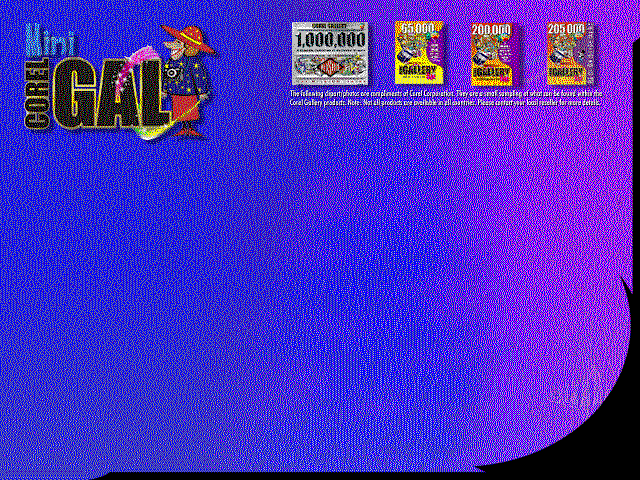 Mini
COREL
GAL
COREL GALLERY
1,000,000
65,000
GALLERY
200,000
GALLERY
205,000
GALLERY
The following clipart/photos are compliments of Corel Corporation. They are a small sampling of what can be found within the
Corel Gallery products. Note: Not all products are available in all countries. Please contact your local reseller for more details.